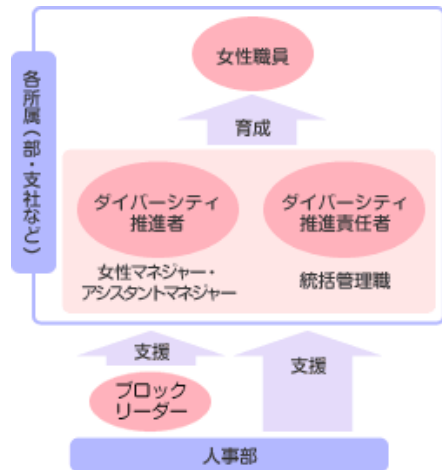 各所属（部・支社など）
女性職員
育成
ダイバーシティ
推進者
ダイバーシティ
推進責任者
女性マネジャー・
アシスタントマネジャー
統括管理職
支援
支援
ブロック
リーダー
人事部